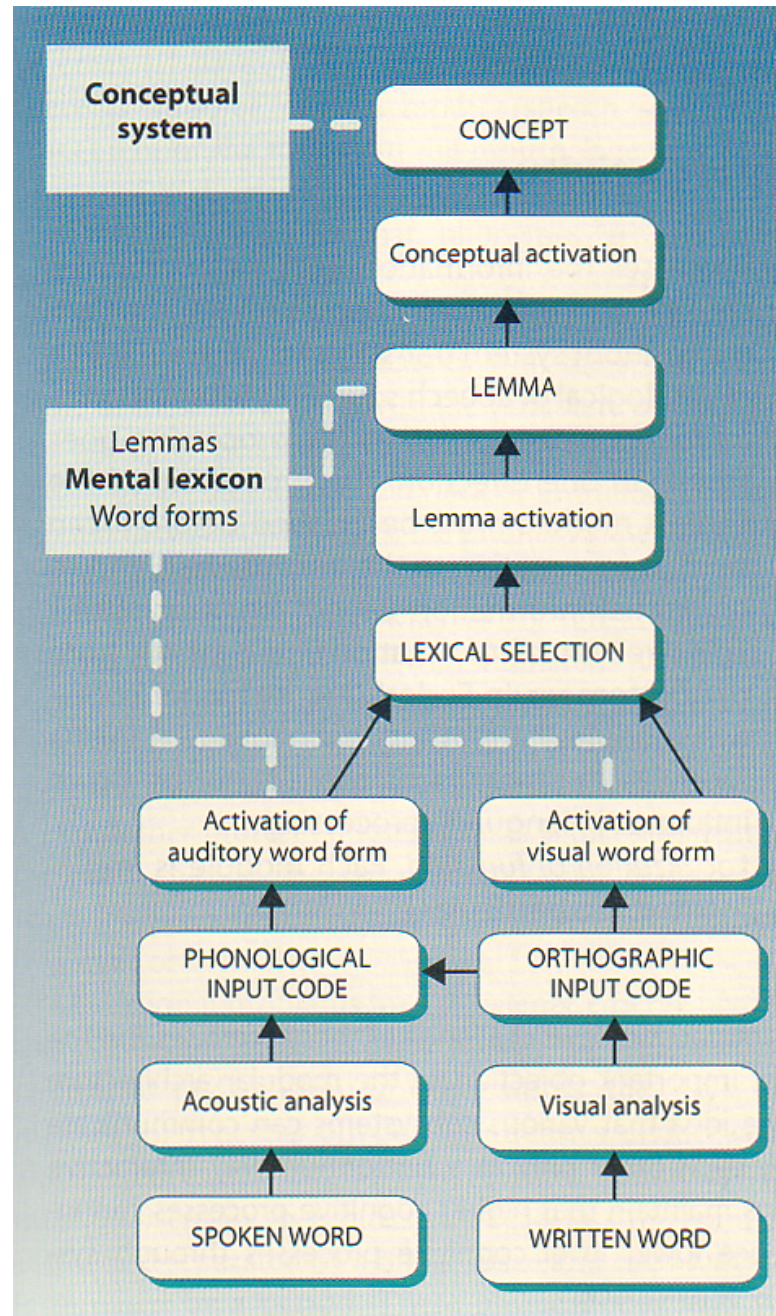 Conceptual
system
CONCEPT
Conceptual activation
LEMMA
Lemmas
Mental lexicon
Word forms
Lemma activation
LEXICAL SELECTION
Activation of
auditory word form
Activation of
visual word form
PHONOLOGICAL
INPUT CODE
ORTHOGRAPHIC
INPUT CODE
Acoustic analysis
Visual analysis
SPOKEN WORD
WRITTEN WORD